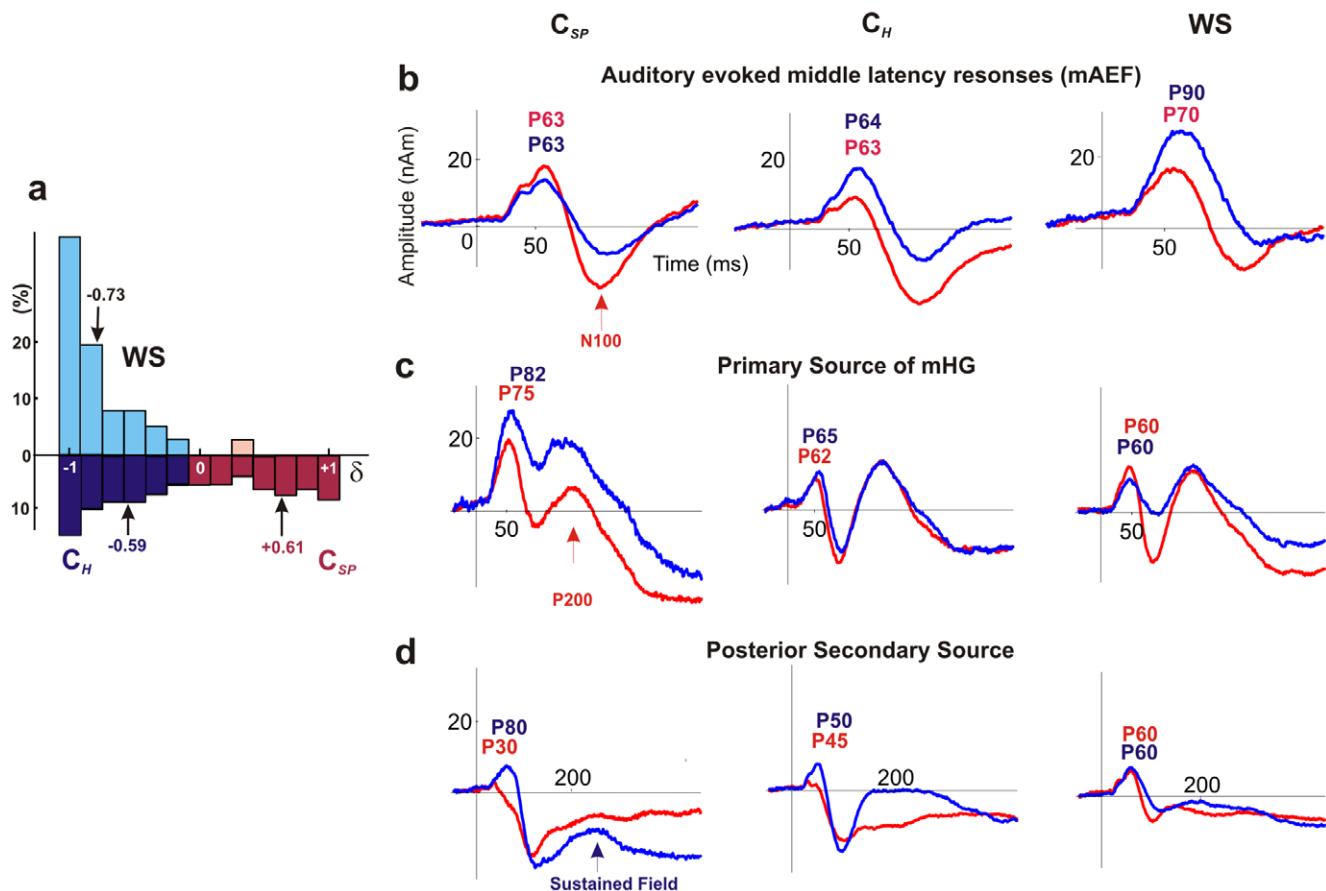 C_SP C_H WS
b Auditory evoked middle latency resonses (mAEF)
P63
P63
P64
P63
P90
P70
Amplitude (nAm)
20
0
50
Time (ms)
N100
20
50
20
50
a
(%)
20
10
0
10
-0.73
WS
-1 0 +1 δ
C_H
-0.59
+0.61
C_SP
c Primary Source of mHG
P82
P75
20
50
P200
P65
P62
50
P60
P60
50
d Posterior Secondary Source
20
P80
P30
200
Sustained Field
P50
P45
200
P60
P60
200